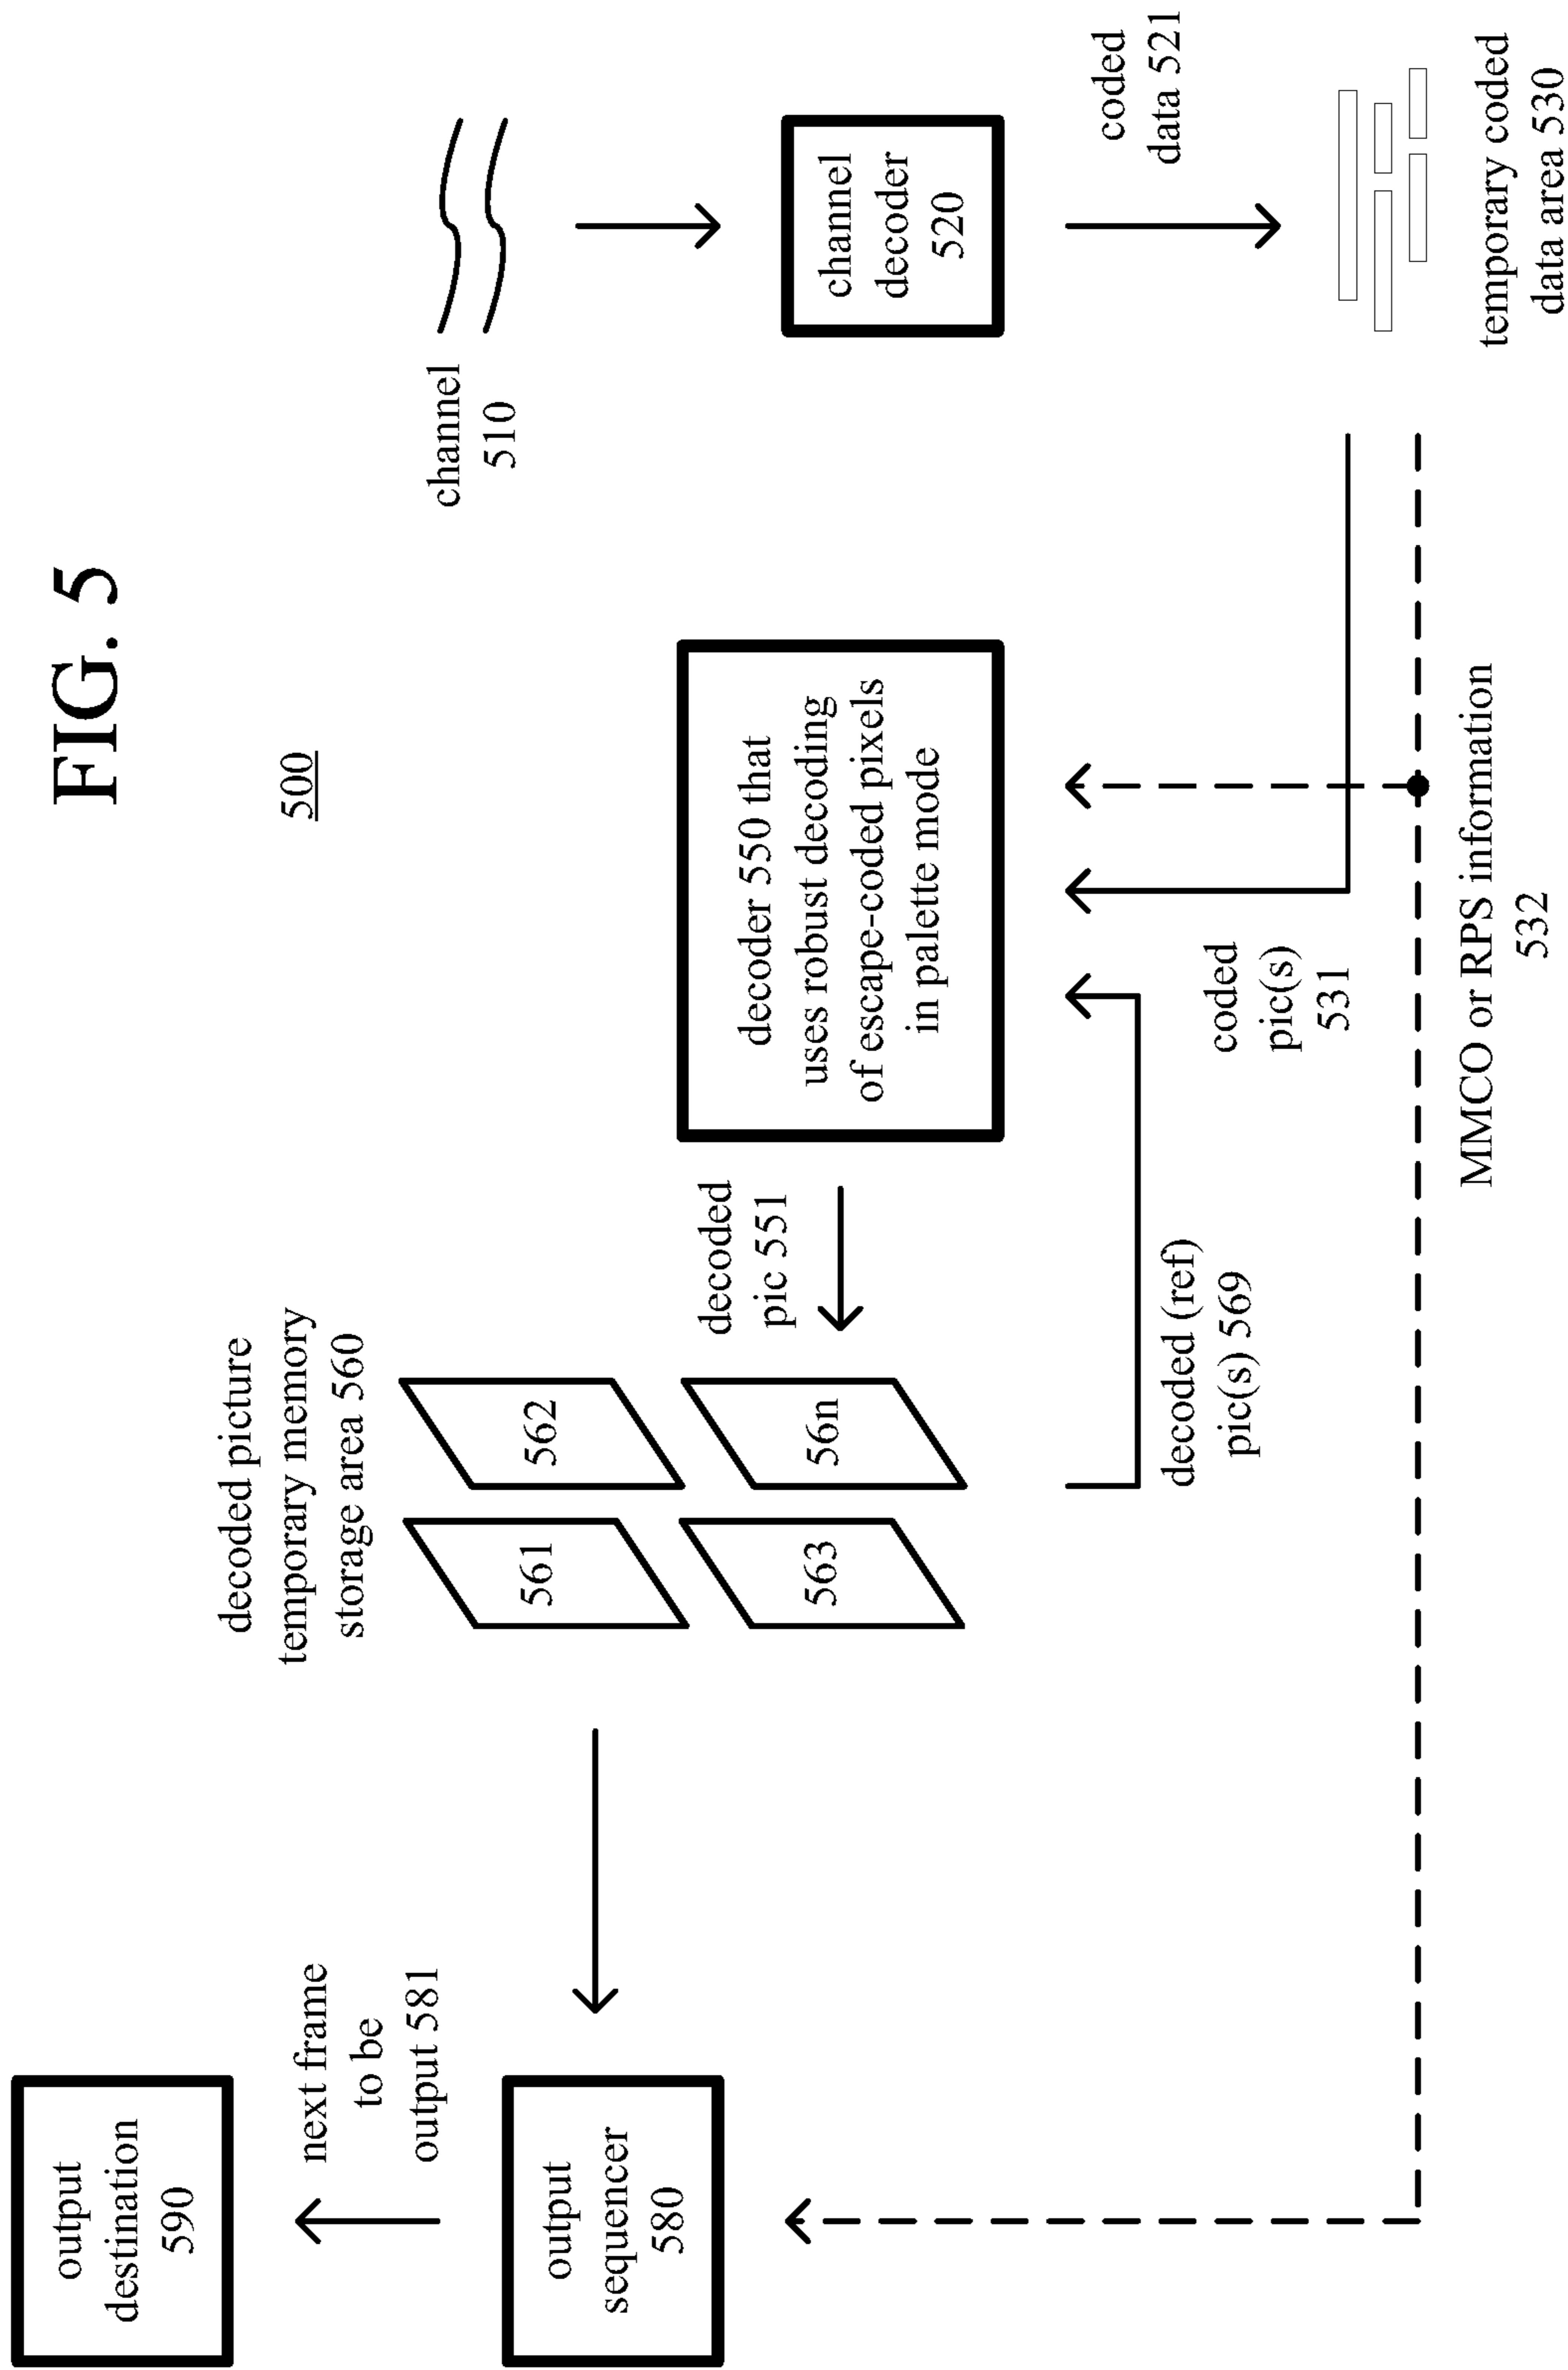 FIG. 5
500
output
destination
590
next frame
to be
output 581
output
sequencer
580
decoded picture
temporary memory
storage area 560
561
562
563
56n
decoded
pic 551
decoder 550 that
uses robust decoding
of escape-coded pixels
in palette mode
channel
510
channel
decoder
520
coded
data 521
temporary coded
data area 530
coded
pic(s)
531
decoded (ref)
pic(s) 569
MMCO or RPS information
532